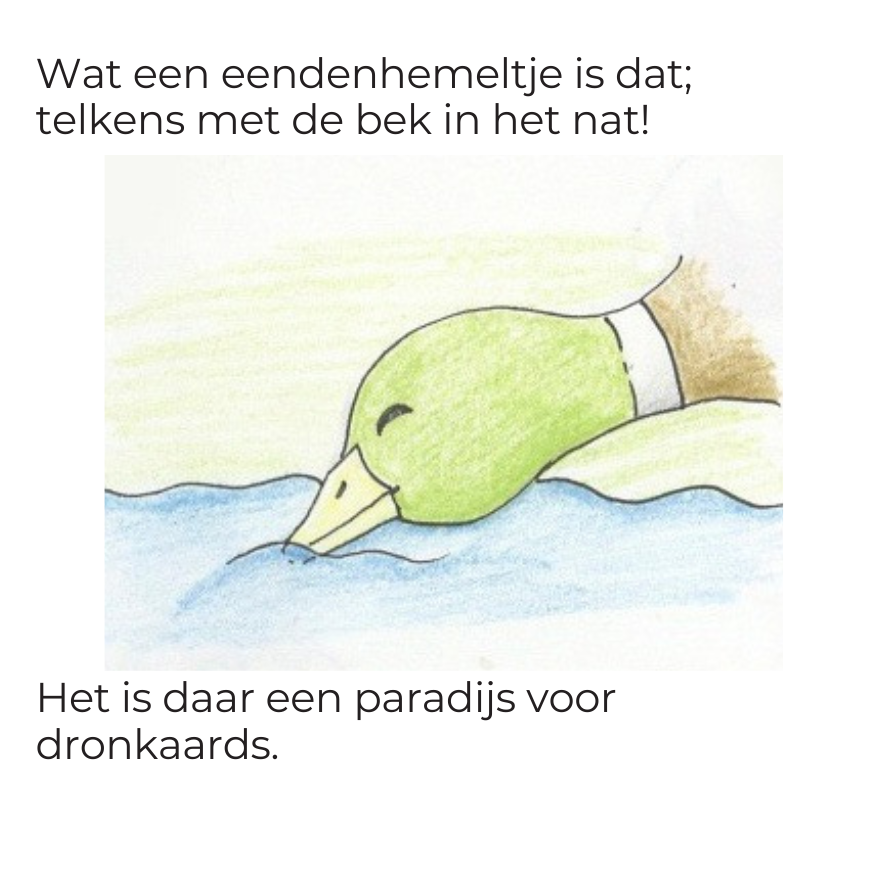 Wat een eendenhemeltje is dat;
telkens met de bek in het nat!
Het is daar een paradijs voor
dronkaards.